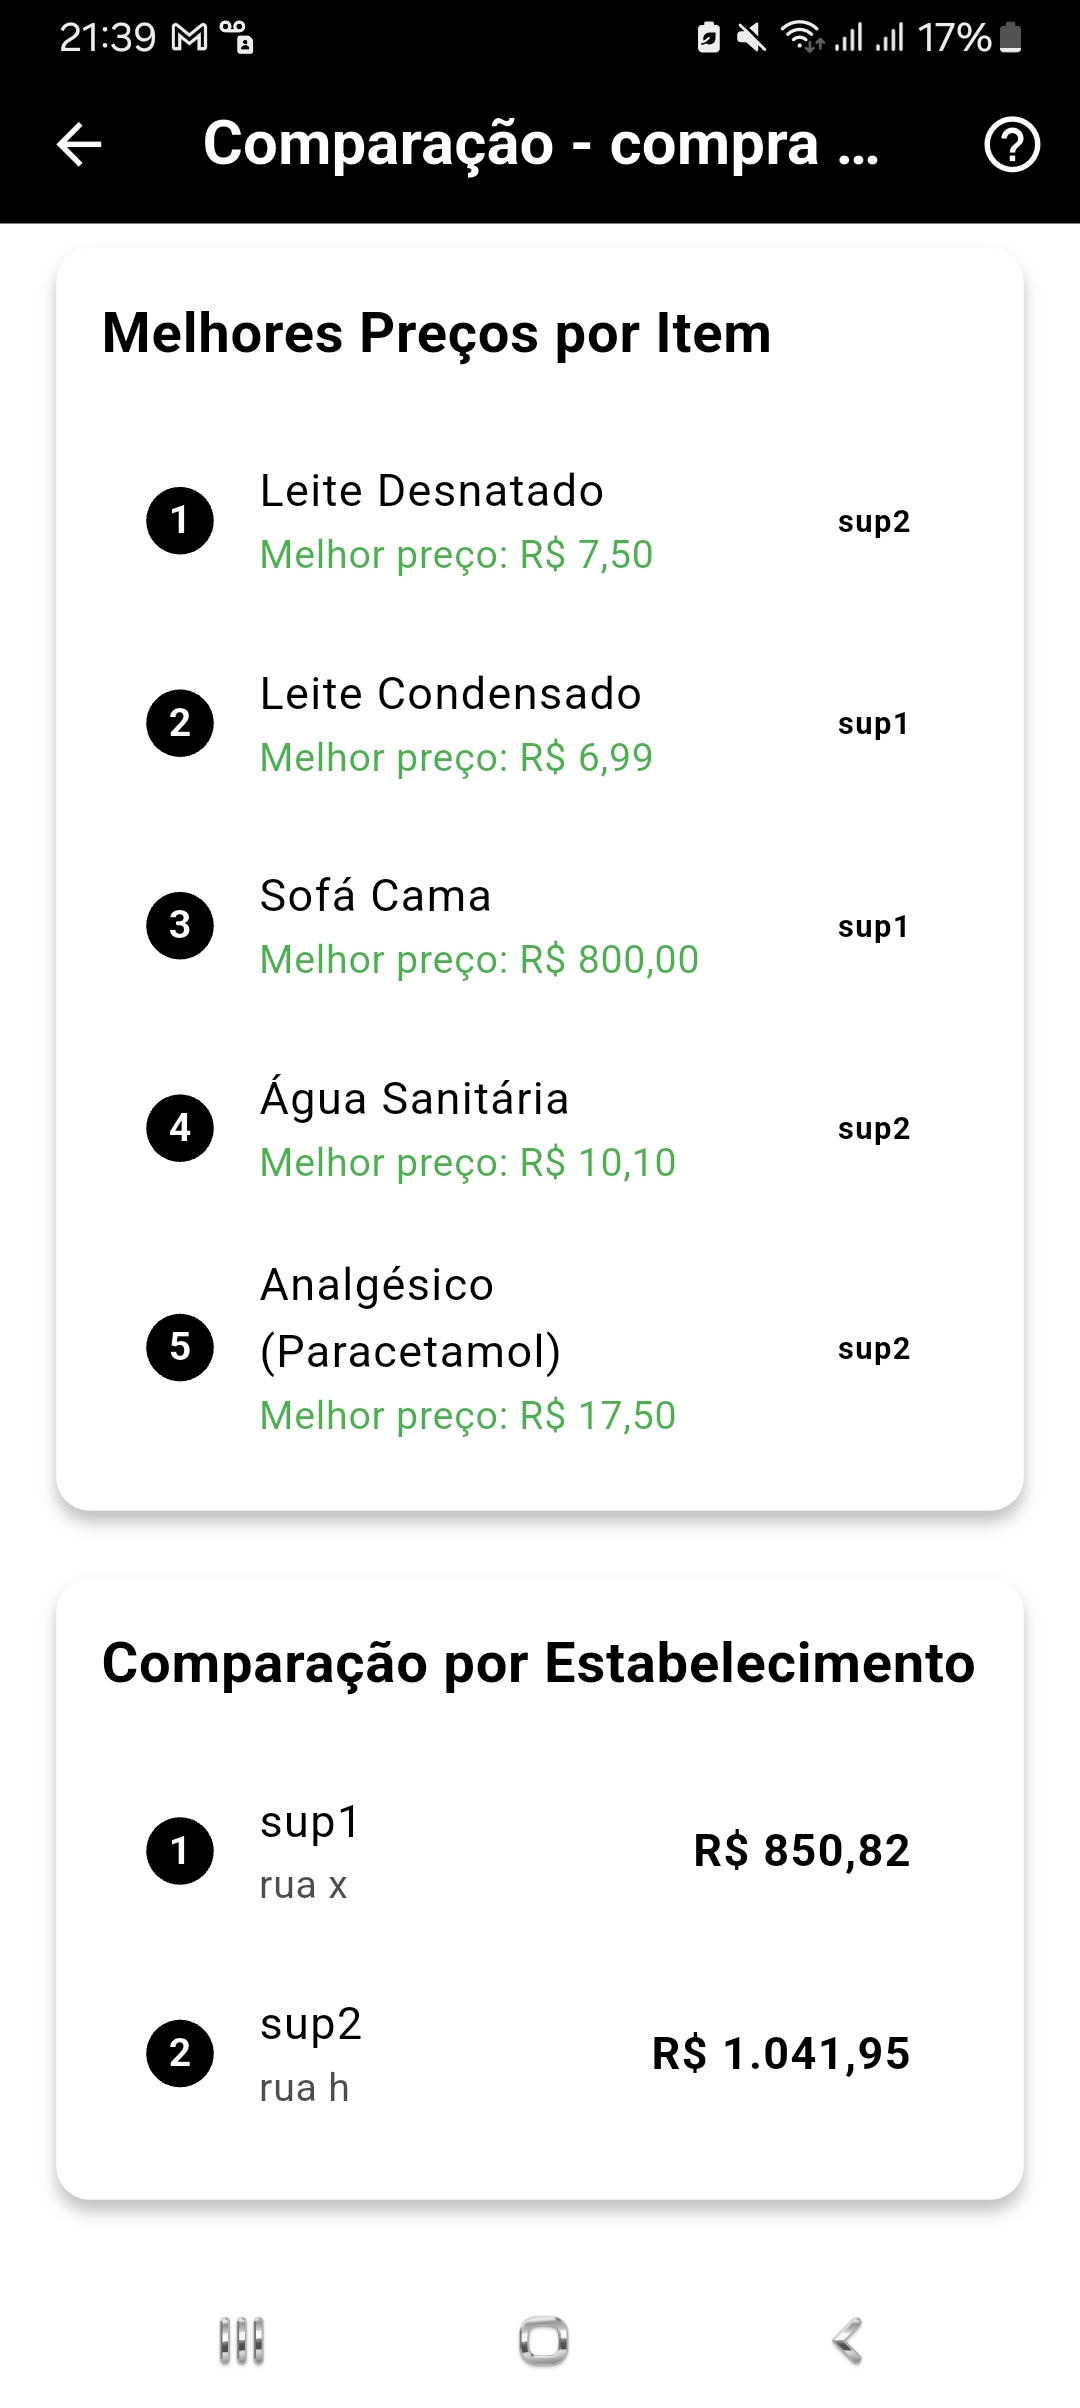 21:39
17%
Comparação - compra ...
Melhores Preços por Item
1
Leite Desnatado
Melhor preço: R$ 7,50
sup2
2
Leite Condensado
Melhor preço: R$ 6,99
sup1
3
Sofá Cama
Melhor preço: R$ 800,00
sup1
4
Água Sanitária
Melhor preço: R$ 10,10
sup2
5
Analgésico
(Paracetamol)
Melhor preço: R$ 17,50
sup2
Comparação por Estabelecimento
1
sup1
rua x
R$ 850,82
2
sup2
rua h
R$ 1.041,95